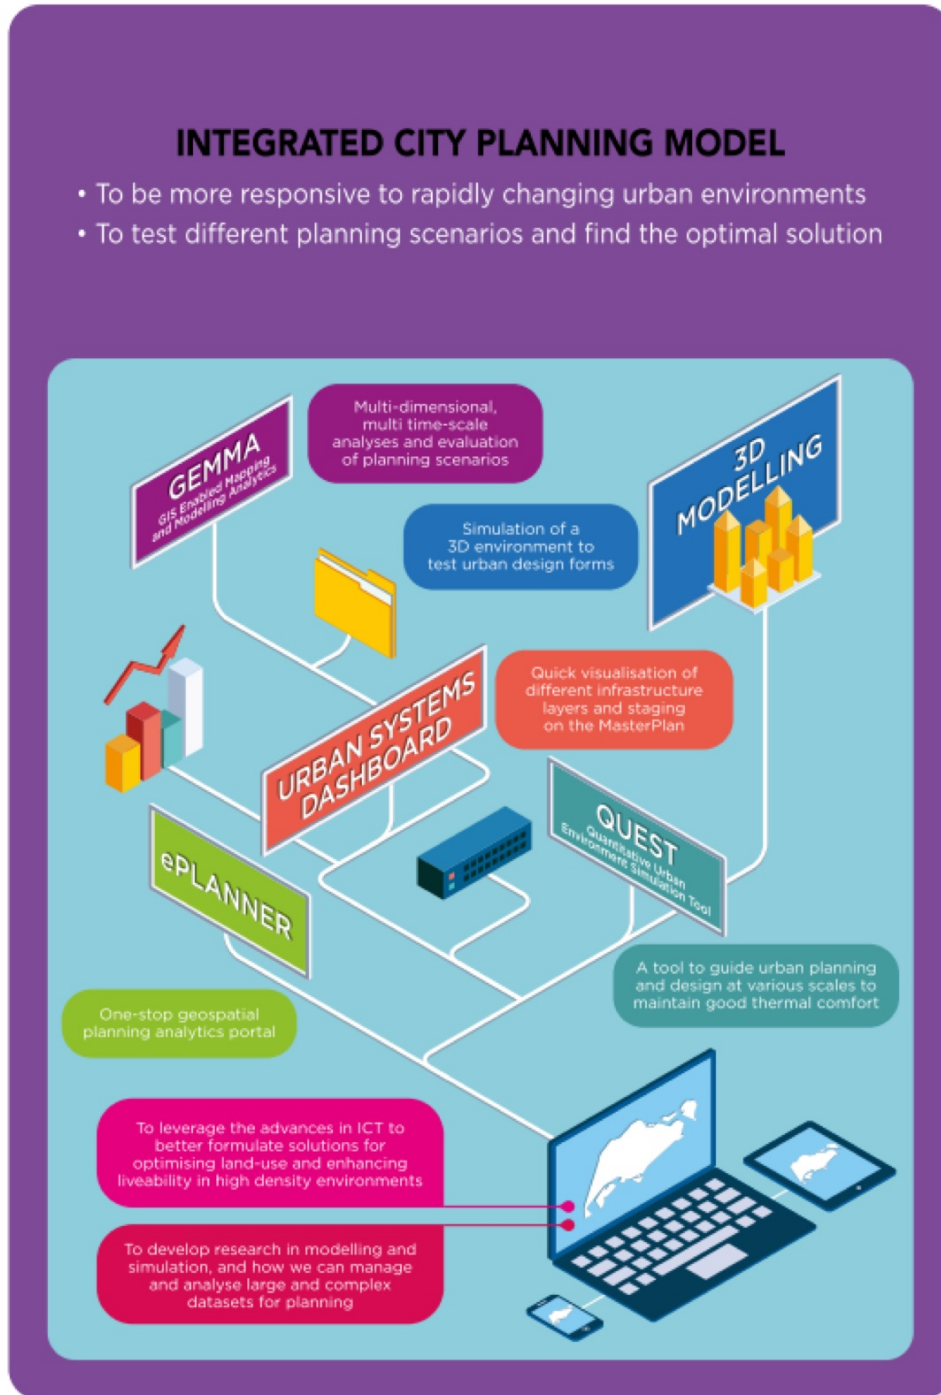 INTEGRATED CITY PLANNING MODEL
• To be more responsive to rapidly changing urban environments
• To test different planning scenarios and find the optimal solution
GEMMA
GIS Enabled Mapping
and Modelling Analytics
Multi-dimensional,
multi time-scale
analyses and evaluation
of planning scenarios
3D
MODELLING
Simulation of a
3D environment to
test urban design forms
URBAN SYSTEMS
DASHBOARD
Quick visualisation of
different infrastructure
layers and staging
on the MasterPlan
ePLANNER
QUEST
Quantitative Urban
Environment Simulation Tool
One-stop geospatial
planning analytics portal
A tool to guide urban planning
and design at various scales to
maintain good thermal comfort
To leverage the advances in ICT to
better formulate solutions for
optimising land-use and enhancing
liveability in high density environments
To develop research in modelling and
simulation, and how we can manage
and analyse large and complex
datasets for planning